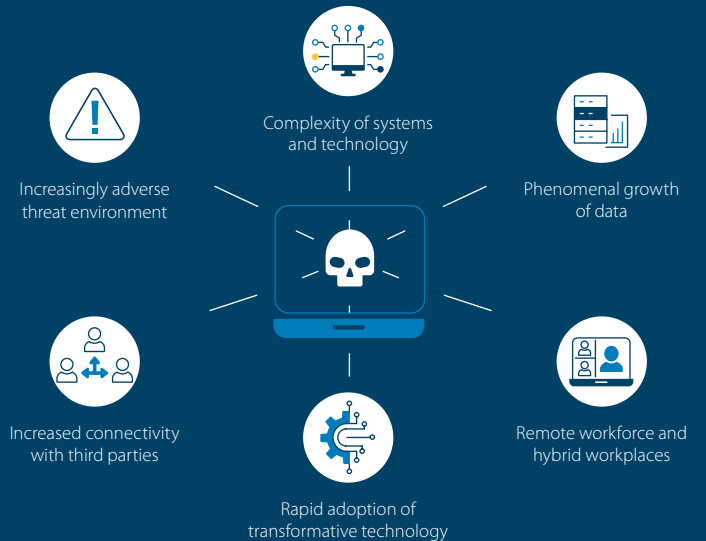 Complexity of systems
and technology
Increasingly adverse
threat environment
Phenomenal growth
of data
Increased connectivity
with third parties
Remote workforce and
hybrid workplaces
Rapid adoption of
transformative technology